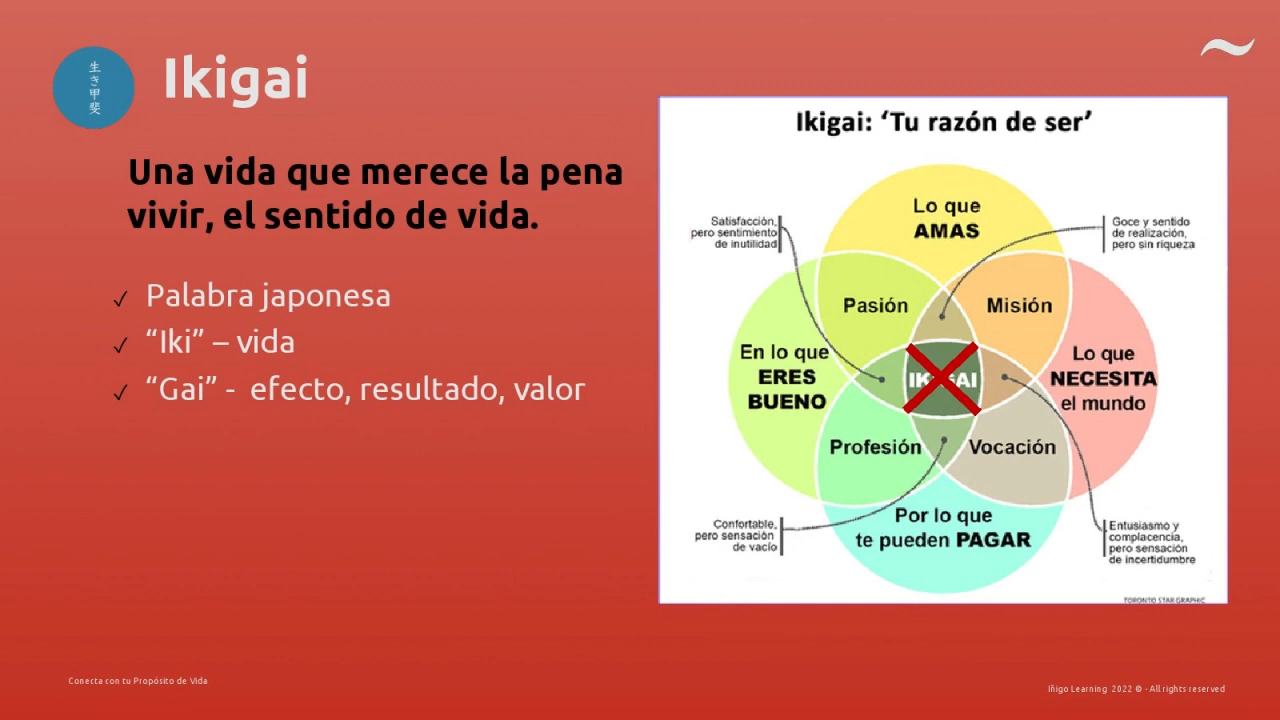 生き甲斐
Ikigai
Una vida que merece la pena
vivir, el sentido de vida.
✓ Palabra japonesa
✓ “Iki” – vida
✓ “Gai” - efecto, resultado, valor
Ikigai: ‘Tu razón de ser’
Lo que
AMAS
Satisfacción,
pero sentimiento
de inutilidad
Goce y sentido
de realización,
pero sin riqueza
Pasión
Misión
En lo que
ERES
BUENO
IKIGAI
Lo que
NECESITA
el mundo
Profesión
Vocación
Por lo que
te pueden PAGAR
Confortable,
pero sensación
de vacío
Entusiasmo y
complacencia,
pero sensación
de incertidumbre
TORONTO STAR GRAPHIC
Conecta con tu Propósito de Vida
Iñigo Learning 2022 © - All rights reserved